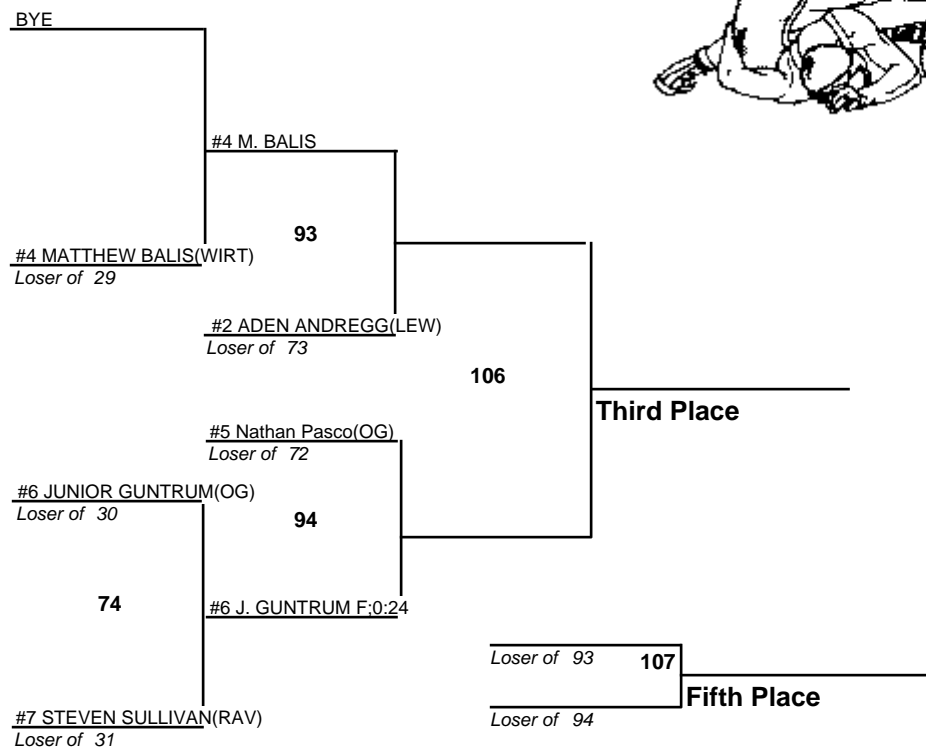 BYE
#4 M. BALIS
93
#4 MATTHEW BALIS(WIRT)
Loser of 29
#2 ADEN ANDREGG(LEW)
Loser of 73
106
Third Place
#5 Nathan Pasco(OG)
Loser of 72
#6 JUNIOR GUNTRUM(OG)
Loser of 30
94
74
#6 J. GUNTRUM F;0:24
#7 STEVEN SULLIVAN(RAV)
Loser of 31
Loser of 93
107
Fifth Place
Loser of 94